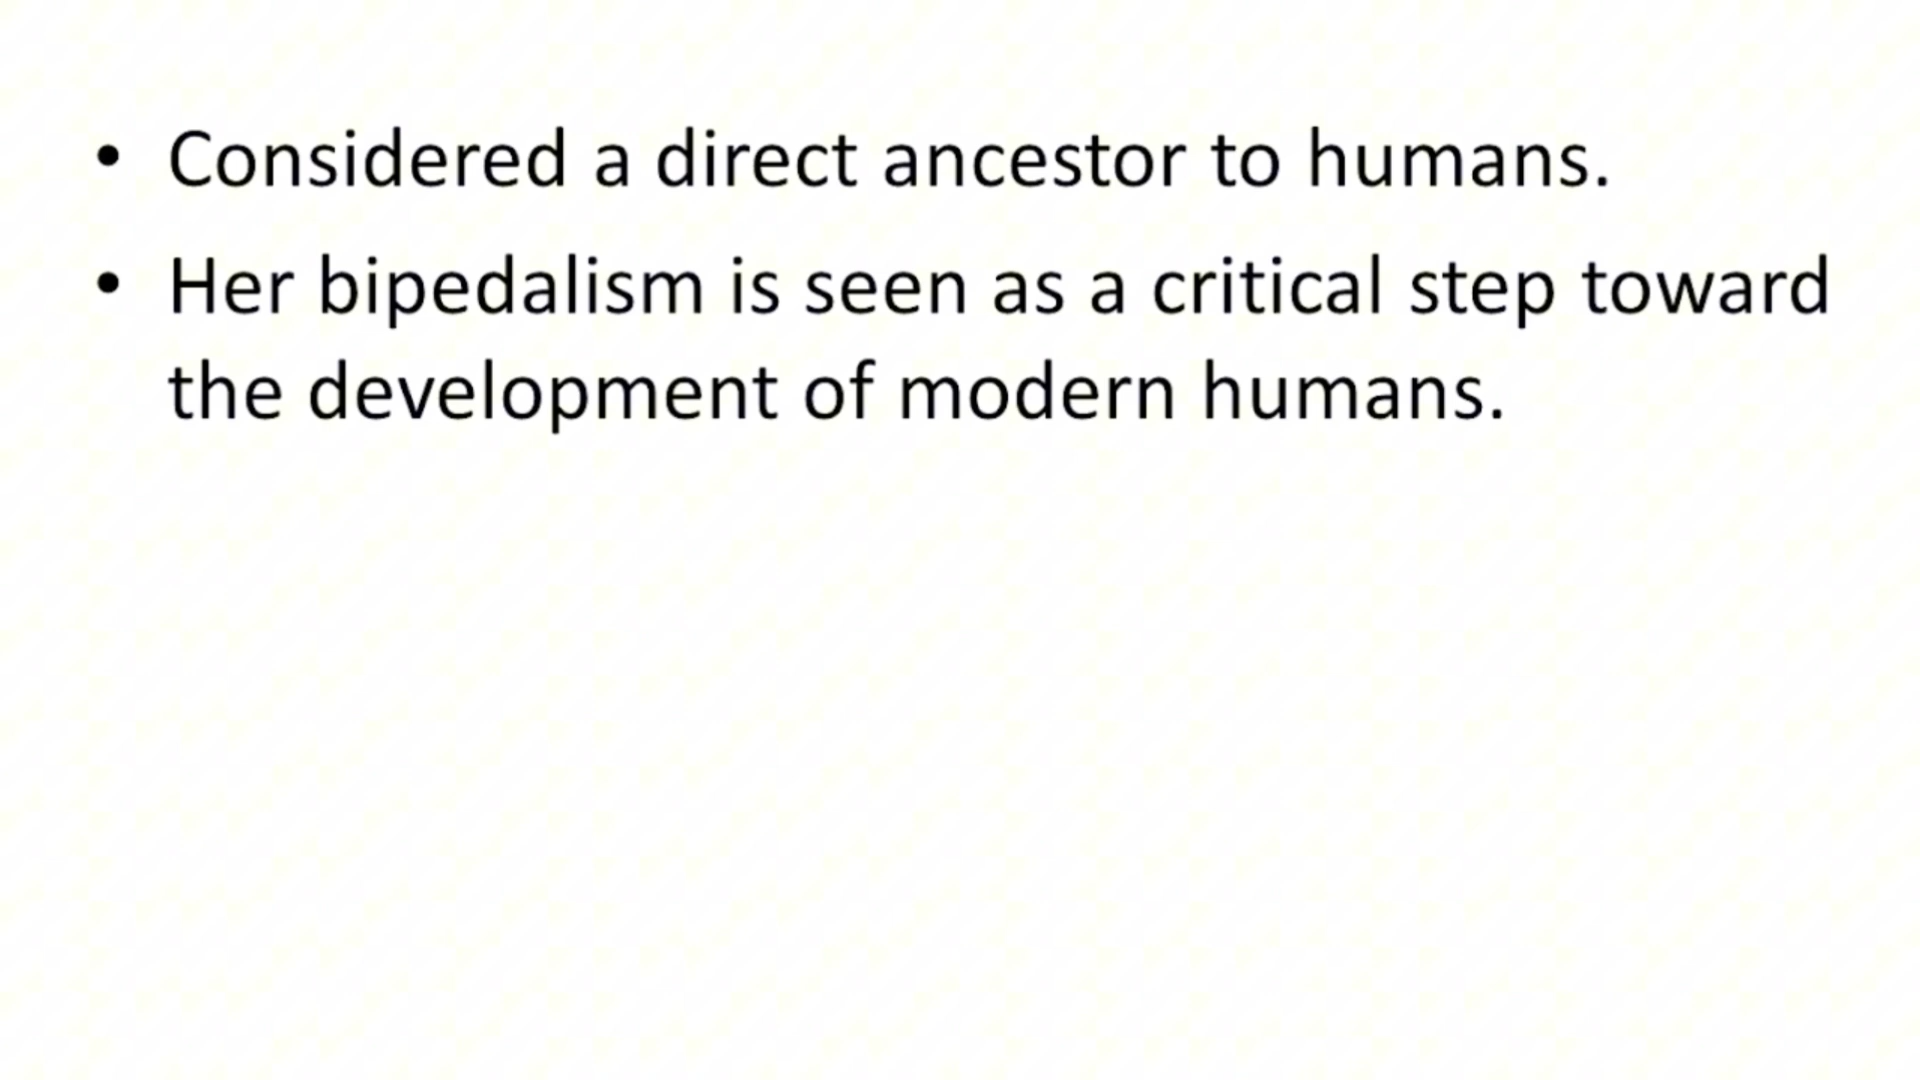 • Considered a direct ancestor to humans.
• Her bipedalism is seen as a critical step toward
the development of modern humans.